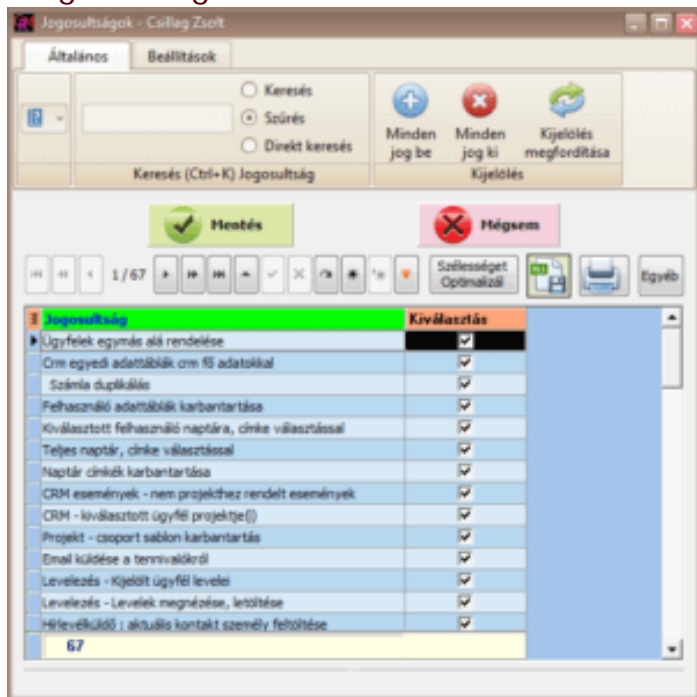 Jogosultságok - Csillag Zsolt
Általános Beállítások
Keresés
Szűrés
Direkt keresés
Keresés (Ctrl+K) Jogosultság
Minden jog be
Minden jog ki
Kijelölés megfordítása
Kijelölés
Mentés Mégsem
1/67
Szélességet Optimalizál
Egyéb
Jogosultság Kiválasztás
Ügyfelek egymás alá rendelése
Crm egyedi adattáblák crm fő adatokkal
Számla duplikálás
Felhasználó adattáblák karbantartása
Kiválasztott felhasználó naptára, címke választással
Teljes naptár, címke választással
Naptár címkék karbantartása
CRM események - nem projekthez rendelt események
CRM - kiválasztott ügyfél projektje(i)
Projekt - csoport sablon karbantartás
Email küldése a tennivalókról
Levelezés - Kijelölt ügyfél levelei
Levelezés - Levelek megnézése, letöltése
Hírlevélküldő : aktuális kontakt személy feltöltése
67